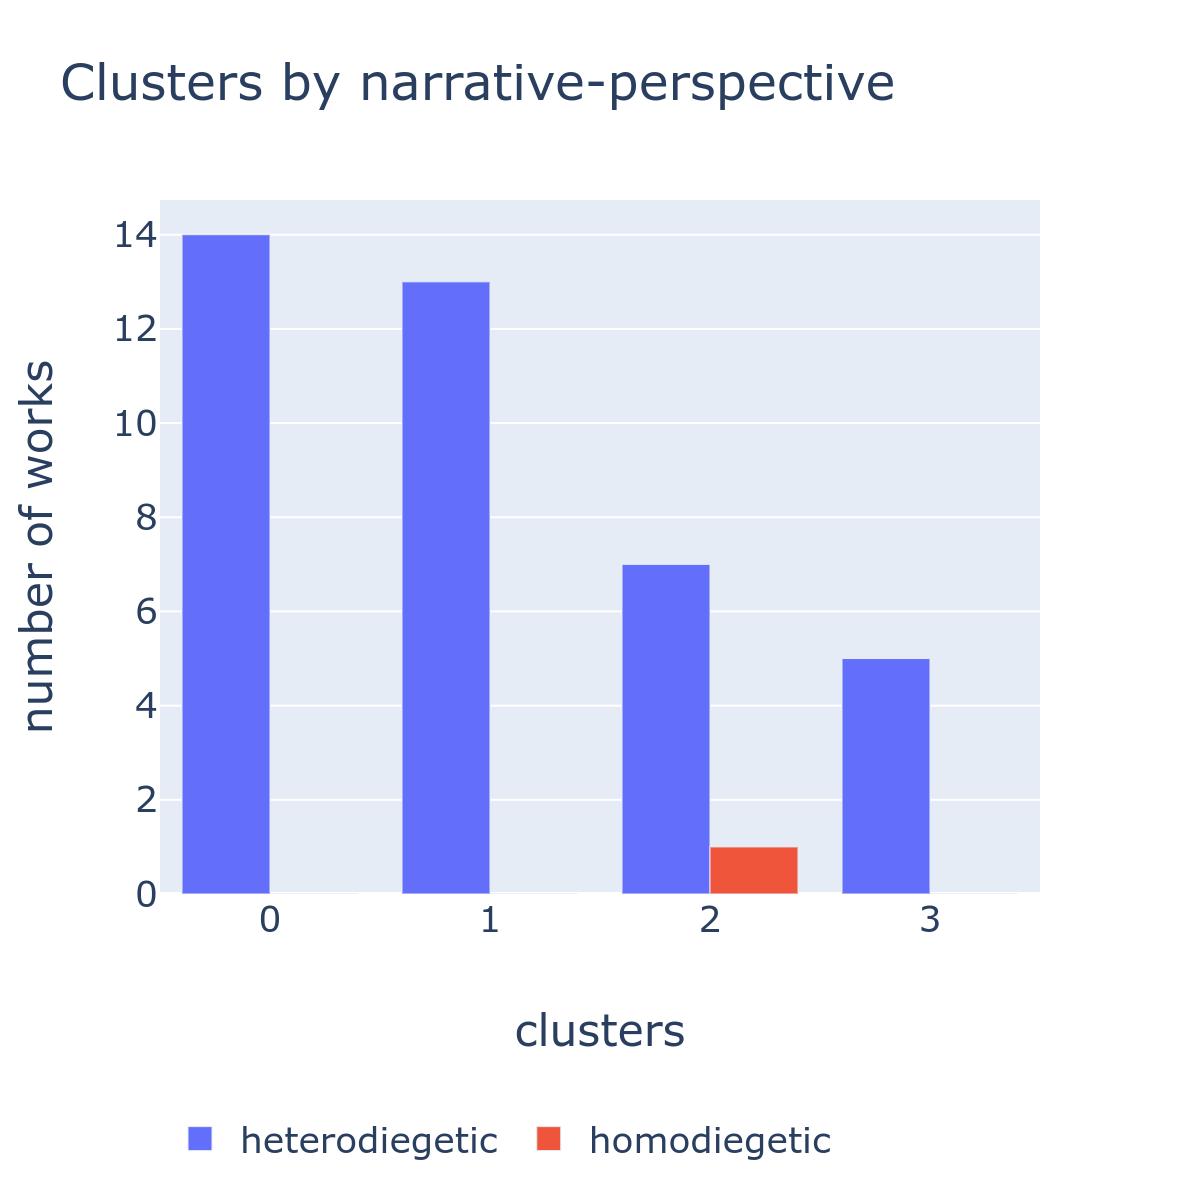 Clusters by narrative-perspective
number of works
14
12
10
8
6
4
2
0
0 1 2 3
clusters
heterodiegetic homodiegetic